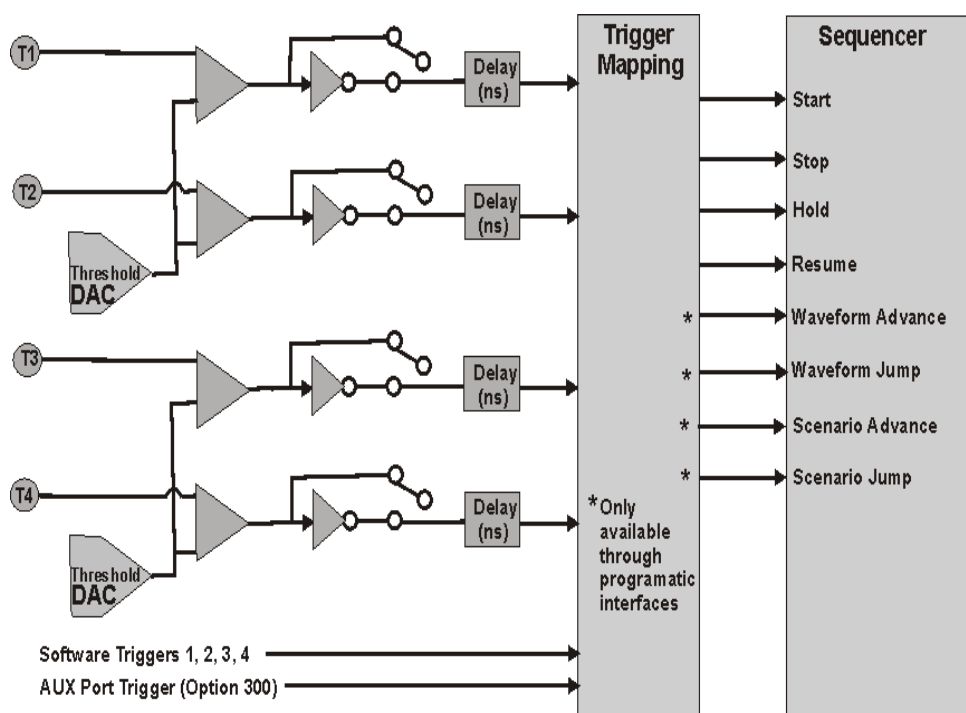 T1
T2
Threshold
DAC
T3
T4
Threshold
DAC
Delay
(ns)
Delay
(ns)
Delay
(ns)
Delay
(ns)
Software Triggers 1, 2, 3, 4
AUX Port Trigger (Option 300)
Trigger
Mapping
*
*
*
*
*Only
available
through
programatic
interfaces
Sequencer
Start
Stop
Hold
Resume
Waveform Advance
Waveform Jump
Scenario Advance
Scenario Jump